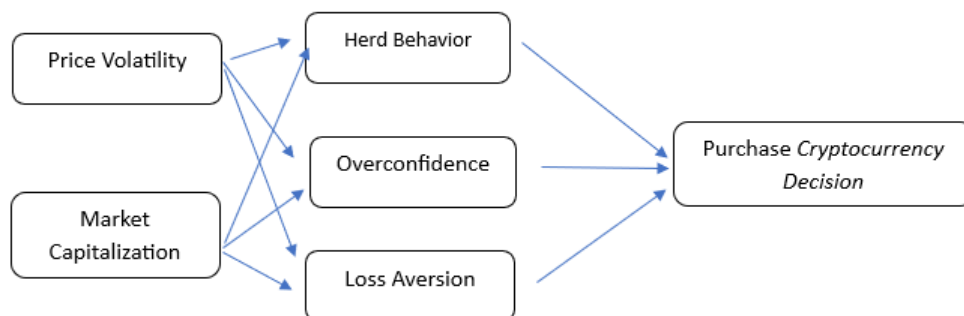 Price Volatility
Market
Capitalization
Herd Behavior
Overconfidence
Loss Aversion
Purchase Cryptocurrency
Decision